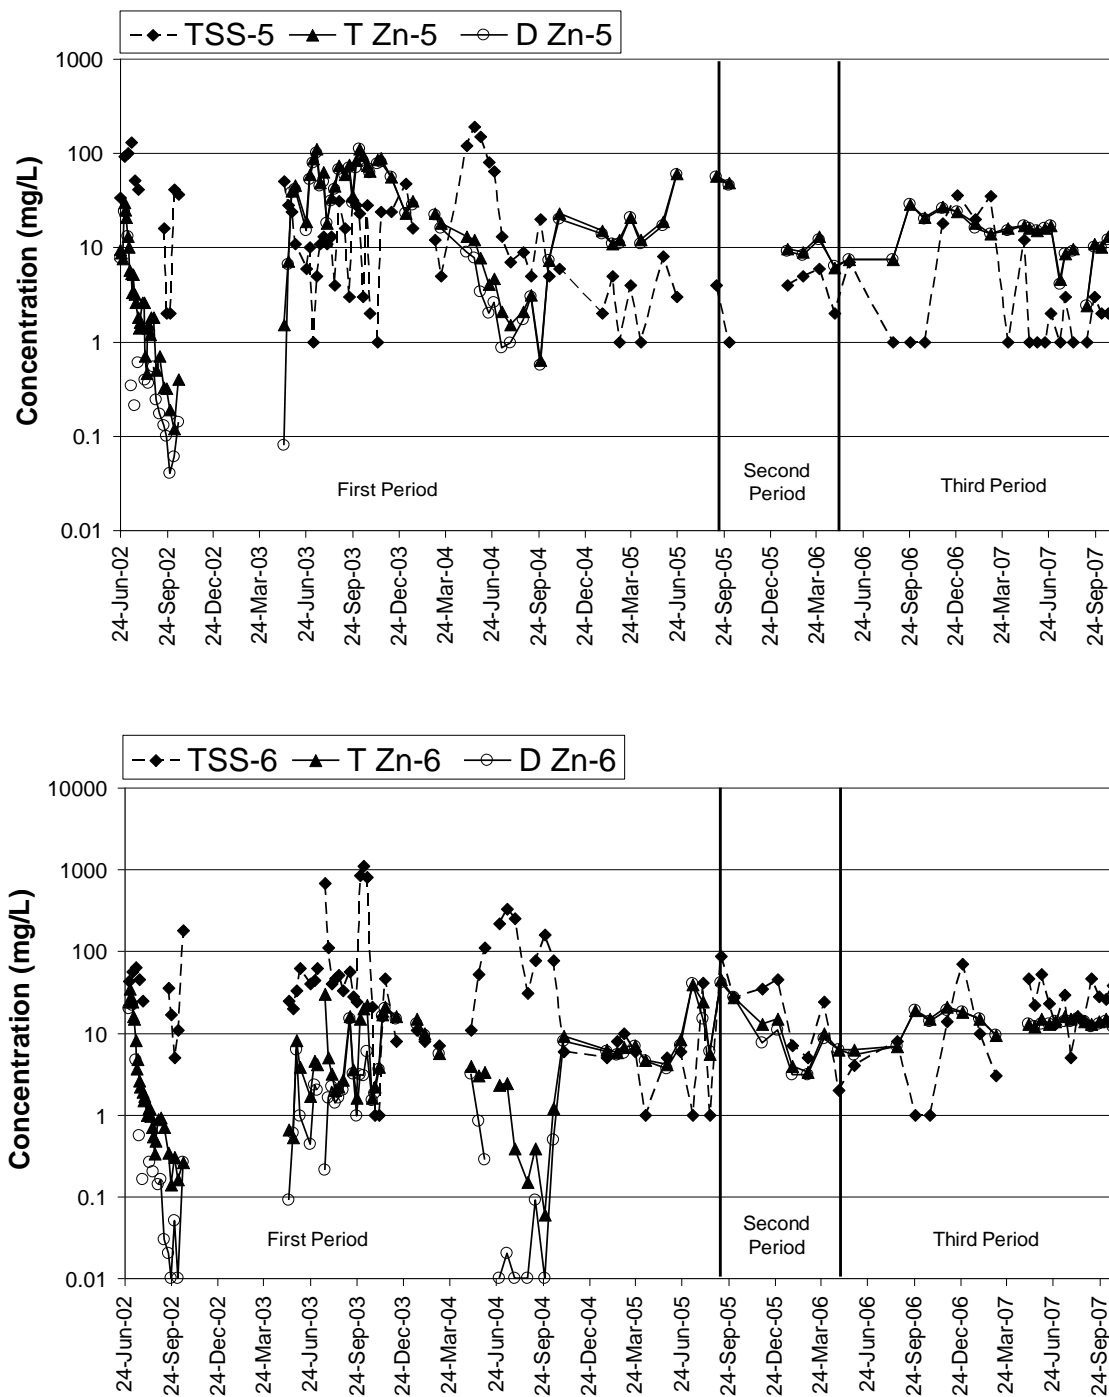 TSS-5 T Zn-5 D Zn-5
1000
100
10
1
0.1
0.01
Concentration (mg/L)
First Period
Second
Period
Third Period
24-Jun-02
24-Sep-02
24-Dec-02
24-Mar-03
24-Jun-03
24-Sep-03
24-Dec-03
24-Mar-04
24-Jun-04
24-Sep-04
24-Dec-04
24-Mar-05
24-Jun-05
24-Sep-05
24-Dec-05
24-Mar-06
24-Jun-06
24-Sep-06
24-Dec-06
24-Mar-07
24-Jun-07
24-Sep-07
TSS-6 T Zn-6 D Zn-6
10000
1000
100
10
1
0.1
0.01
Concentration (mg/L)
First Period
Second
Period
Third Period
24-Jun-02
24-Sep-02
24-Dec-02
24-Mar-03
24-Jun-03
24-Sep-03
24-Dec-03
24-Mar-04
24-Jun-04
24-Sep-04
24-Dec-04
24-Mar-05
24-Jun-05
24-Sep-05
24-Dec-05
24-Mar-06
24-Jun-06
24-Sep-06
24-Dec-06
24-Mar-07
24-Jun-07
24-Sep-07